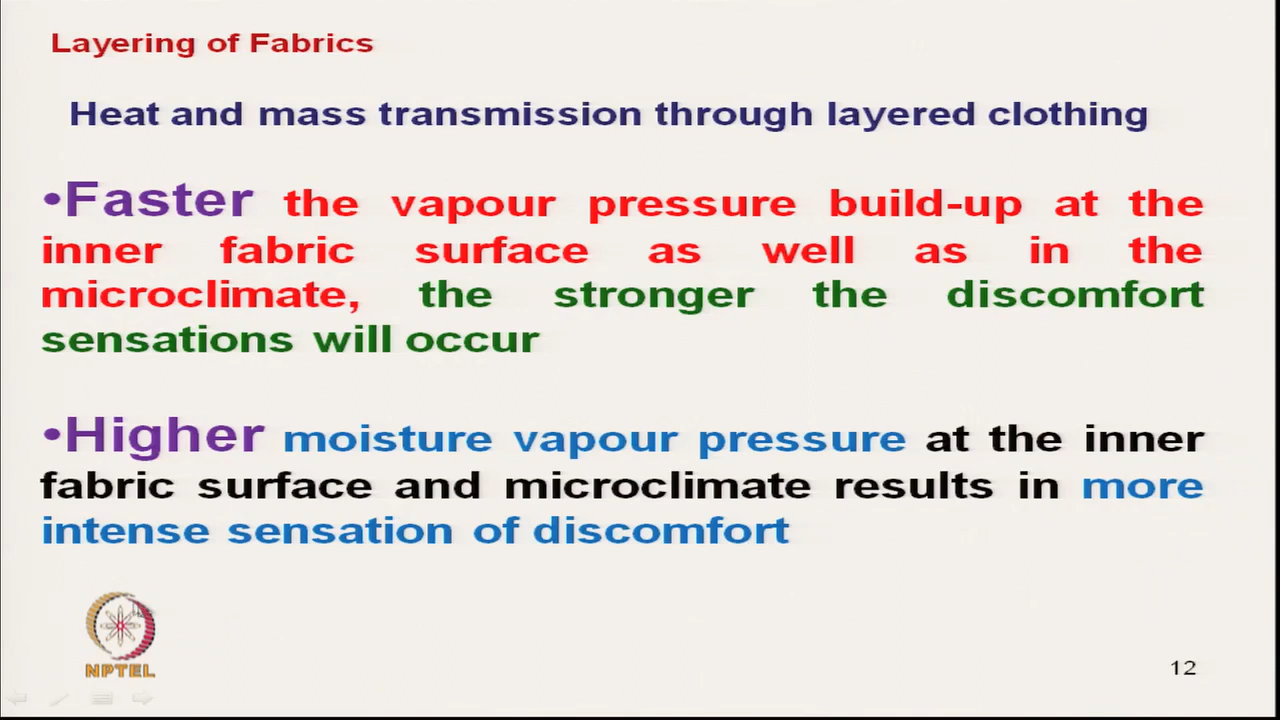 Layering of Fabrics
Heat and mass transmission through layered clothing
•Faster the vapour pressure build-up at the
inner fabric surface as well as in the
microclimate, the stronger the discomfort
sensations will occur
•Higher moisture vapour pressure at the inner
fabric surface and microclimate results in more
intense sensation of discomfort
NPTEL
12